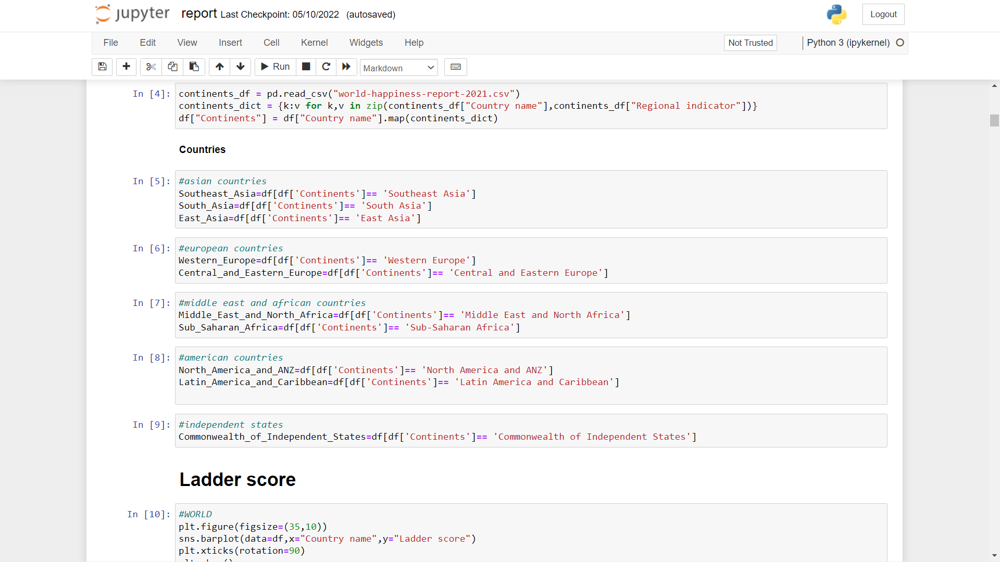 jupyter report Last Checkpoint: 05/10/2022 (autosaved) Logout
File Edit View Insert Cell Kernel Widgets Help Not Trusted Python 3 (ipykernel)
Run Markdown
In [4]: continents_df = pd.read_csv("world-happiness-report-2021.csv")
continents_dict = {k:v for k,v in zip(continents_df["Country name"],continents_df["Regional indicator"])}
df["Continents"] = df["Country name"].map(continents_dict)
Countries
In [5]: #asian countries
Southeast_Asia=df[df['Continents']== 'Southeast Asia']
South_Asia=df[df['Continents']== 'South Asia']
East_Asia=df[df['Continents']== 'East Asia']
In [6]: #european countries
Western_Europe=df[df['Continents']== 'Western Europe']
Central_and_Eastern_Europe=df[df['Continents']== 'Central and Eastern Europe']
In [7]: #middle east and african countries
Middle_East_and_North_Africa=df[df['Continents']== 'Middle East and North Africa']
Sub_Saharan_Africa=df[df['Continents']== 'Sub-Saharan Africa']
In [8]: #american countries
North_America_and_ANZ=df[df['Continents']== 'North America and ANZ']
Latin_America_and_Caribbean=df[df['Continents']== 'Latin America and Caribbean']
In [9]: #independent states
Commonwealth_of_Independent_States=df[df['Continents']== 'Commonwealth of Independent States']
Ladder score
In [10]: #WORLD
plt.figure(figsize=(35,10))
sns.barplot(data=df,x="Country name",y="Ladder score")
plt.xticks(rotation=90)